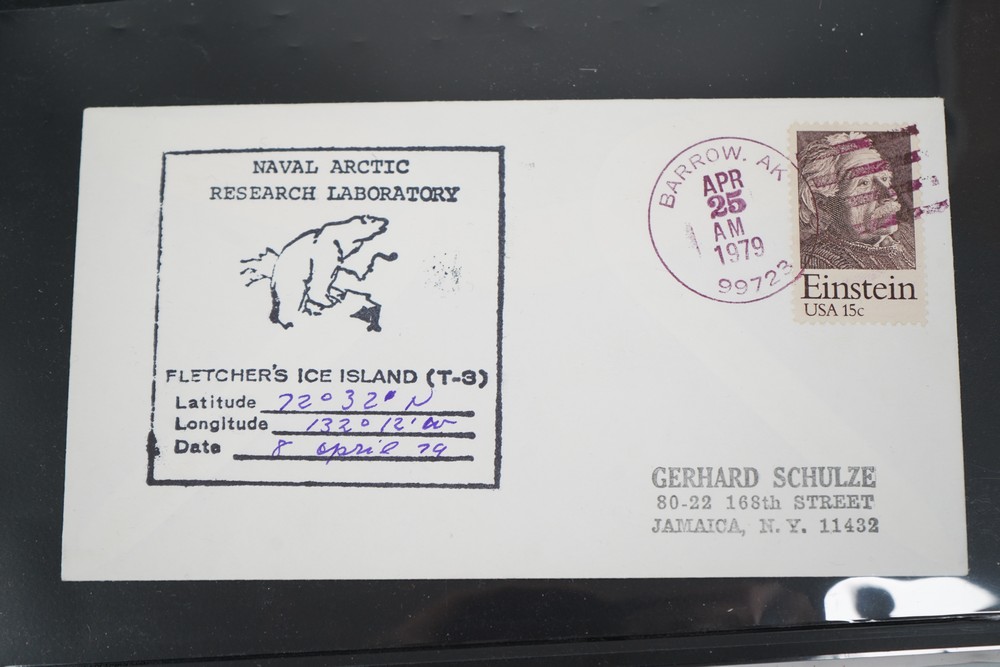 NAVAL ARCTIC
RESEARCH LABORATORY
FLETCHER'S ICE ISLAND (T-3)
Latitude 72° 32' N
Longitude 132° 12' W
Date 8 april 79
BARROW, AK
APR
25
AM
1979
99723
Einstein
USA 15c
GERHARD SCHULZE
80-22 168th STREET
JAMAICA, N.Y. 11432